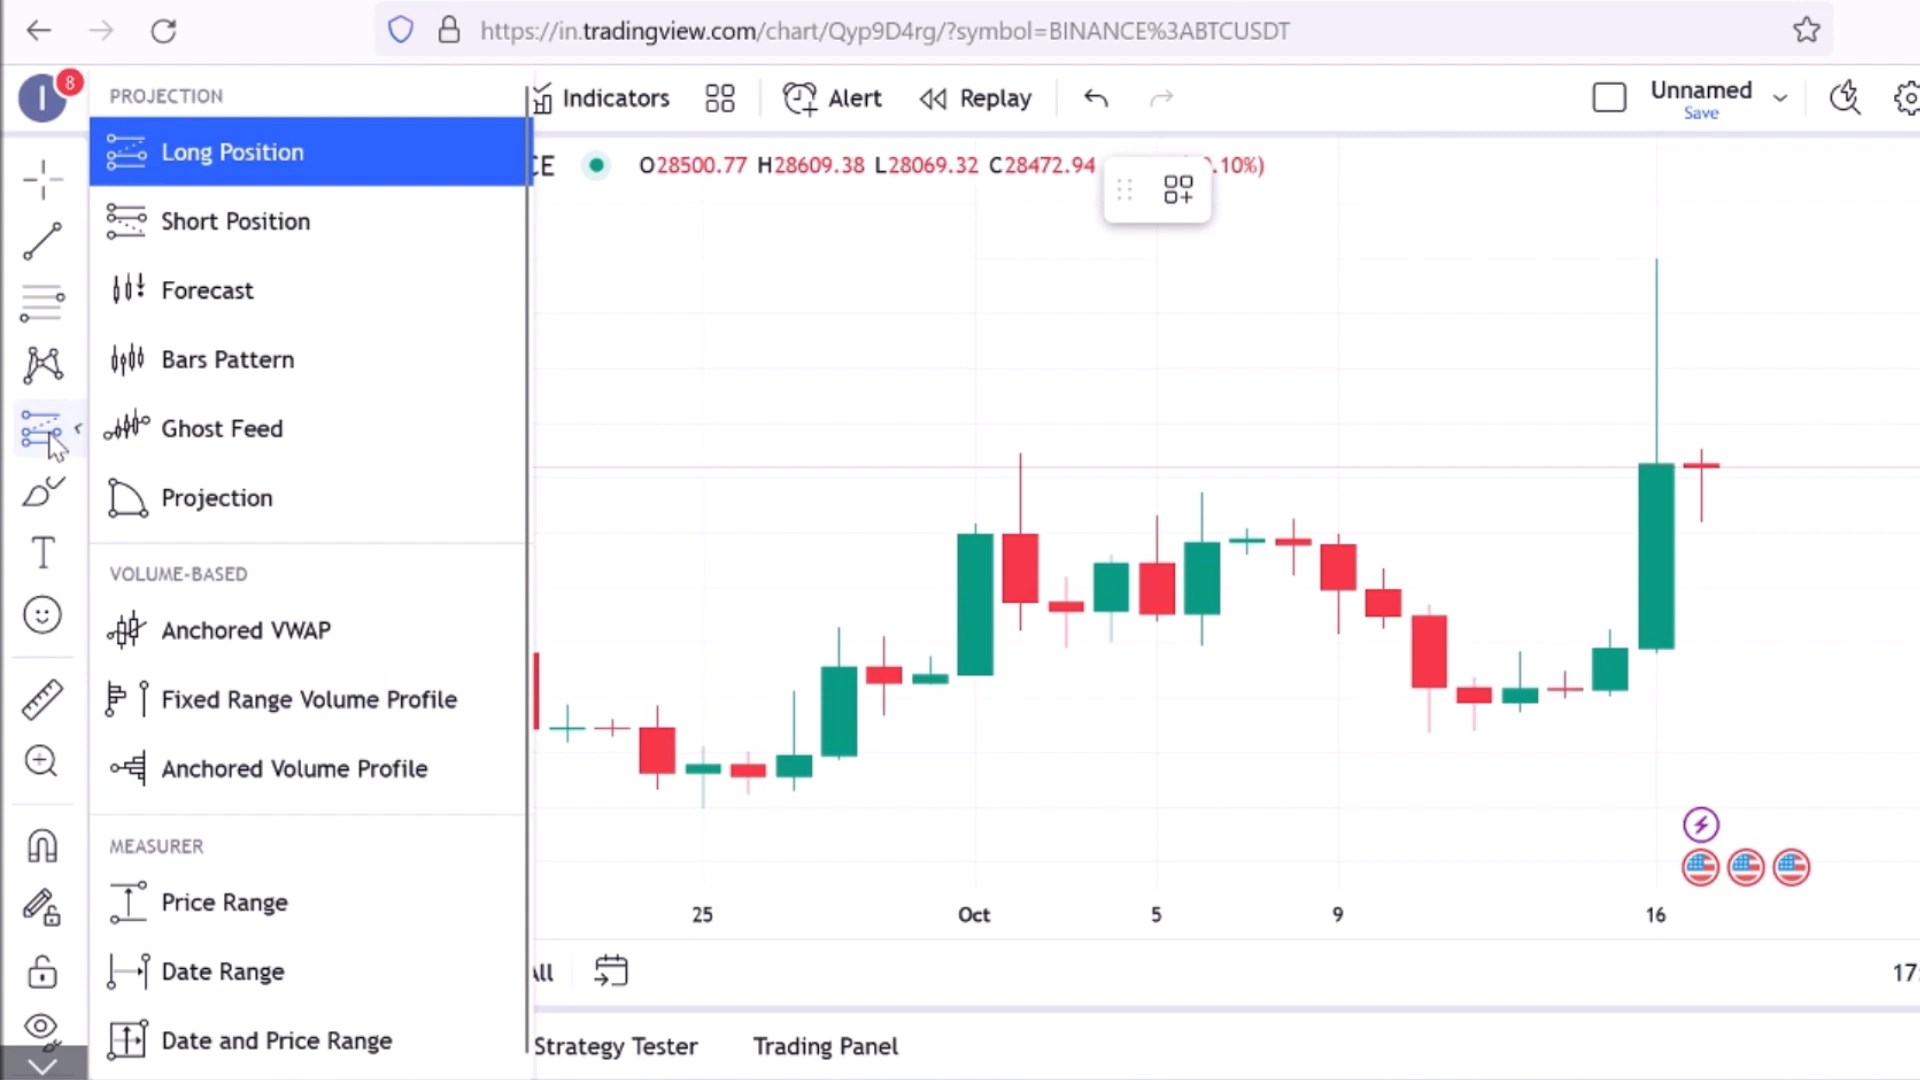 https://in.tradingview.com/chart/Qyp9D4rg/?symbol=BINANCE%3ABTCUSDT
I
8
Indicators
Alert
Replay
Unnamed
Save
CE
O28500.77 H28609.38 L28069.32 C28472.94
.10%)
PROJECTION
Long Position
Short Position
Forecast
Bars Pattern
Ghost Feed
Projection
VOLUME-BASED
Anchored VWAP
Fixed Range Volume Profile
Anchored Volume Profile
MEASURER
Price Range
Date Range
Date and Price Range
25 Oct 5 9 16
All
17:
Strategy Tester Trading Panel